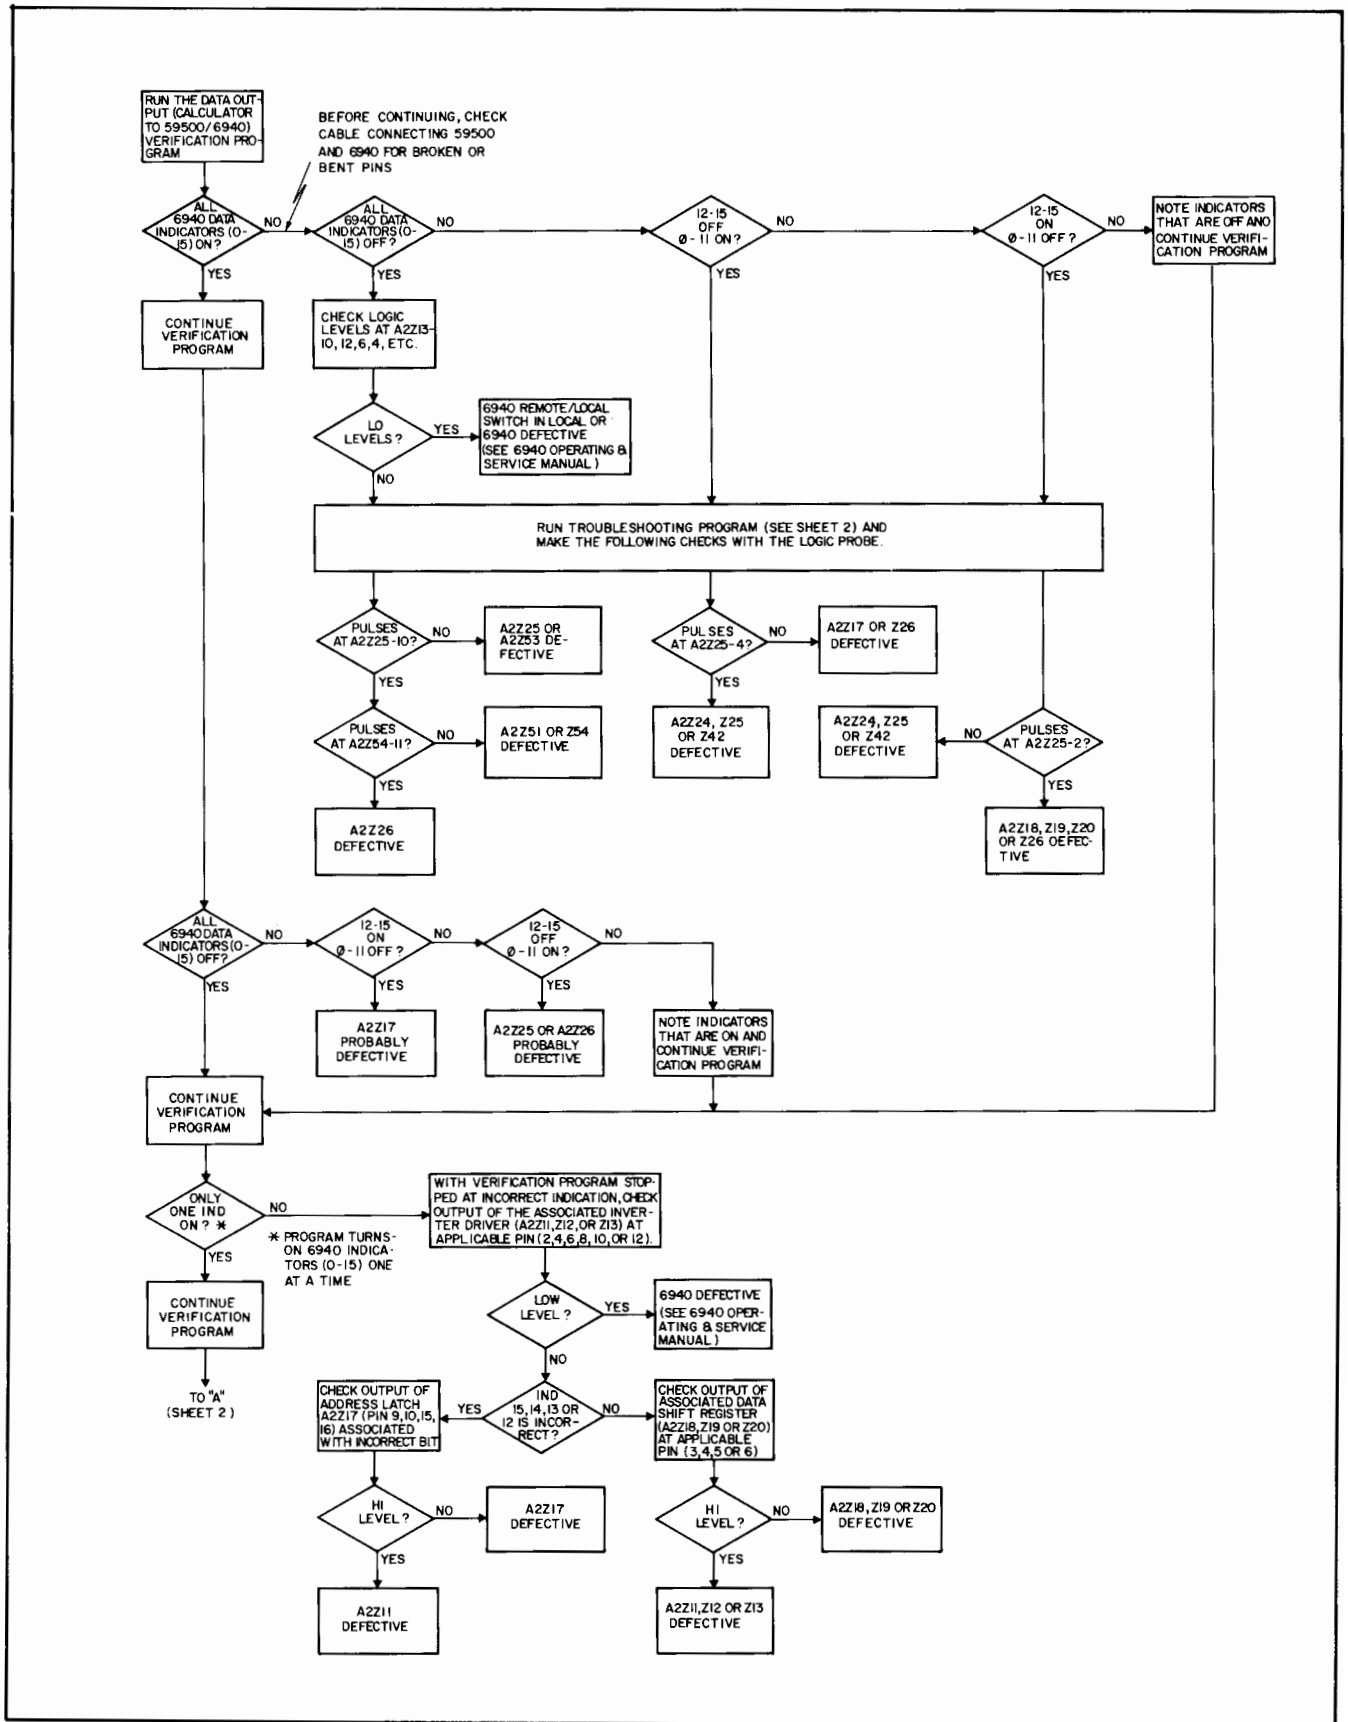 RUN THE DATA OUT-
PUT (CALCULATOR
TO 59500/6940)
VERIFICATION PRO-
GRAM
BEFORE CONTINUING, CHECK
CABLE CONNECTING 59500
AND 6940 FOR BROKEN OR
BENT PINS
ALL
6940 DATA
INDICATORS (0-
15) ON?
NO
YES
ALL
6940 DATA
INDICATORS (0-
15) OFF?
NO
YES
12-15
OFF
Ø-11 ON?
NO
YES
12-15
ON
Ø-11 OFF?
NO
YES
NOTE INDICATORS
THAT ARE OFF AND
CONTINUE VERIFI-
CATION PROGRAM
CONTINUE
VERIFICATION
PROGRAM
CHECK LOGIC
LEVELS AT A2Z13-
10, 12, 6, 4, ETC.
LO
LEVELS?
YES
NO
6940 REMOTE/LOCAL
SWITCH IN LOCAL OR
6940 DEFECTIVE
(SEE 6940 OPERATING &
SERVICE MANUAL)
RUN TROUBLESHOOTING PROGRAM (SEE SHEET 2) AND
MAKE THE FOLLOWING CHECKS WITH THE LOGIC PROBE.
PULSES
AT A2Z25-10?
NO
YES
A2Z25 OR
A2Z53 DE-
FECTIVE
PULSES
AT A2Z25-4?
NO
YES
A2Z17 OR Z26
DEFECTIVE
PULSES
AT A2Z54-11?
NO
YES
A2Z51 OR Z54
DEFECTIVE
A2Z24, Z25
OR Z42
DEFECTIVE
A2Z24, Z25
OR Z42
DEFECTIVE
NO
PULSES
AT A2Z25-2?
YES
A2Z26
DEFECTIVE
A2Z18, Z19, Z20
OR Z26 DEFEC-
TIVE
ALL
6940 DATA
INDICATORS (0-
15) OFF?
NO
YES
12-15
ON
Ø-11 OFF?
NO
YES
12-15
OFF
Ø-11 ON?
NO
YES
A2Z17
PROBABLY
DEFECTIVE
A2Z25 OR A2Z26
PROBABLY
DEFECTIVE
NOTE INDICATORS
THAT ARE ON AND
CONTINUE VERIFI-
CATION PROGRAM
CONTINUE
VERIFICATION
PROGRAM
ONLY
ONE IND
ON? *
NO
YES
* PROGRAM TURNS-
ON 6940 INDICA-
TORS (0-15) ONE
AT A TIME
WITH VERIFICATION PROGRAM STOP-
PED AT INCORRECT INDICATION, CHECK
OUTPUT OF THE ASSOCIATED INVER-
TER DRIVER (A2Z11, Z12, OR Z13) AT
APPLICABLE PIN (2,4,6,8,10, OR 12).
CONTINUE
VERIFICATION
PROGRAM
TO "A"
(SHEET 2)
LOW
LEVEL?
YES
NO
6940 DEFECTIVE
(SEE 6940 OPER-
ATING & SERVICE
MANUAL)
CHECK OUTPUT OF
ADDRESS LATCH
A2Z17 (PIN 9, 10, 15,
16) ASSOCIATED
WITH INCORRECT BIT
YES
IND
15, 14, 13 OR
12 IS INCOR-
RECT?
NO
CHECK OUTPUT OF
ASSOCIATED DATA
SHIFT REGISTER
(A2Z18, Z19 OR Z20)
AT APPLICABLE
PIN (3,4,5 OR 6)
HI
LEVEL?
NO
YES
A2Z17
DEFECTIVE
HI
LEVEL?
NO
YES
A2Z18, Z19 OR Z20
DEFECTIVE
A2Z11
DEFECTIVE
A2Z11, Z12 OR Z13
DEFECTIVE